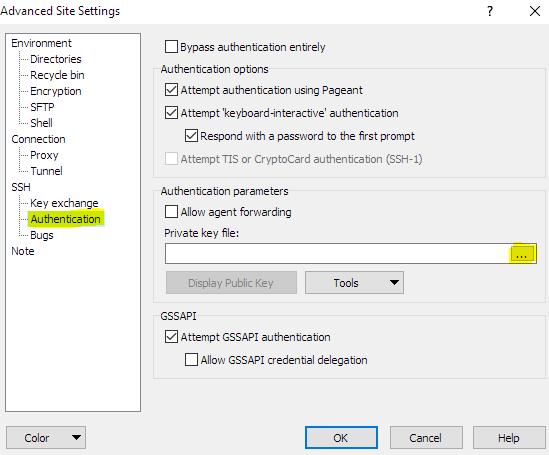 Advanced Site Settings
?
Environment
Directories
Recycle bin
Encryption
SFTP
Shell
Connection
Proxy
Tunnel
SSH
Key exchange
Authentication
Bugs
Note
Bypass authentication entirely
Authentication options
Attempt authentication using Pageant
Attempt 'keyboard-interactive' authentication
Respond with a password to the first prompt
Attempt TIS or CryptoCard authentication (SSH-1)
Authentication parameters
Allow agent forwarding
Private key file:
...
Display Public Key
Tools
GSSAPI
Attempt GSSAPI authentication
Allow GSSAPI credential delegation
Color
OK
Cancel
Help